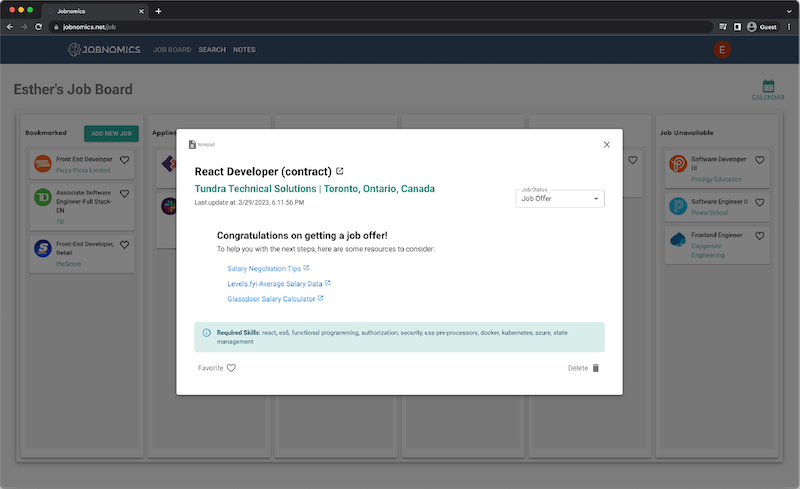 Jobnomics
jobnomics.net/job
Guest
JOBNOMICS
JOB BOARD
SEARCH
NOTES
E
Esther's Job Board
CALENDAR
Bookmarked
ADD NEW JOB
Applied
Job Unavailable
Front End Developer
Pizza Pizza Limited
Associate Software
Engineer-Full Stack-
EN
TD
Front-End Developer,
Retail
theScore
Software Developer
III
Prodigy Education
Software Engineer II
PowerSchool
Frontend Engineer
Capgemini
Engineering
React Developer (contract)
Tundra Technical Solutions | Toronto, Ontario, Canada
Last update at: 3/29/2023, 6:11:56 PM
Job Status
Job Offer
Congratulations on getting a job offer!
To help you with the next steps, here are some resources to consider:
Salary Negotiation Tips
Levels.fyi Average Salary Data
Glassdoor Salary Calculator
Required Skills: react, es6, functional programming, authorization, security, css pre-processors, docker, kubernetes, azure, state
management
Favorite
Delete